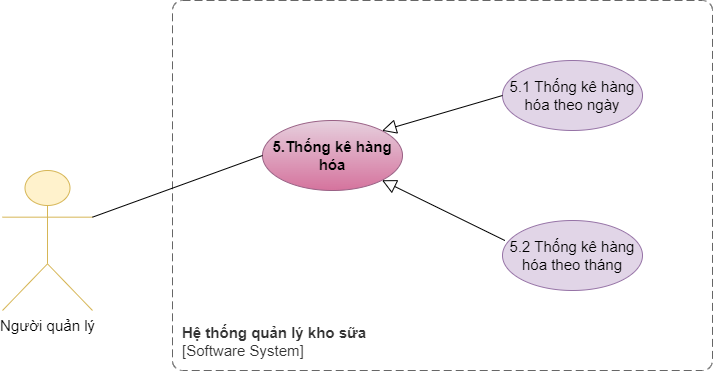 5.1 Thống kê hàng
hóa theo ngày
5.Thống kê hàng
hóa
5.2 Thống kê hàng
hóa theo tháng
Người quản lý
Hệ thống quản lý kho sữa
[Software System]